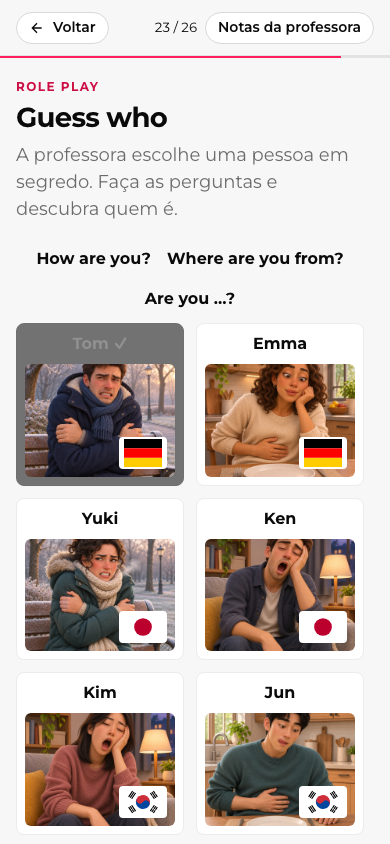 ← Voltar
23 / 26
Notas da professora
ROLE PLAY
Guess who
A professora escolhe uma pessoa em
segredo. Faça as perguntas e
descubra quem é.
How are you? Where are you from?
Are you ...?
Tom ✓
Emma
Yuki
Ken
Kim
Jun